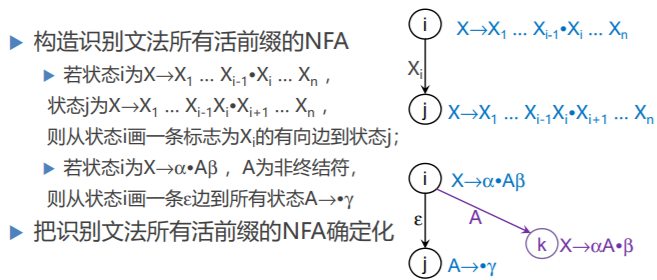 构造识别文法所有活前缀的NFA
若状态i为X→X₁ … Xᵢ₋₁•Xᵢ … Xₙ ，
状态j为X→X₁ … Xᵢ₋₁Xᵢ•Xᵢ₊₁ … Xₙ ，
则从状态i画一条标志为Xᵢ的有向边到状态j;
若状态i为X→α•Aβ ，A为非终结符，
则从状态i画一条ε边到所有状态A→•γ
把识别文法所有活前缀的NFA确定化
i X→X₁ … Xᵢ₋₁•Xᵢ … Xₙ
Xᵢ
j X→X₁ … Xᵢ₋₁Xᵢ•Xᵢ₊₁ … Xₙ
i X→α•Aβ
ε A
k X→αA•β
j A→•γ